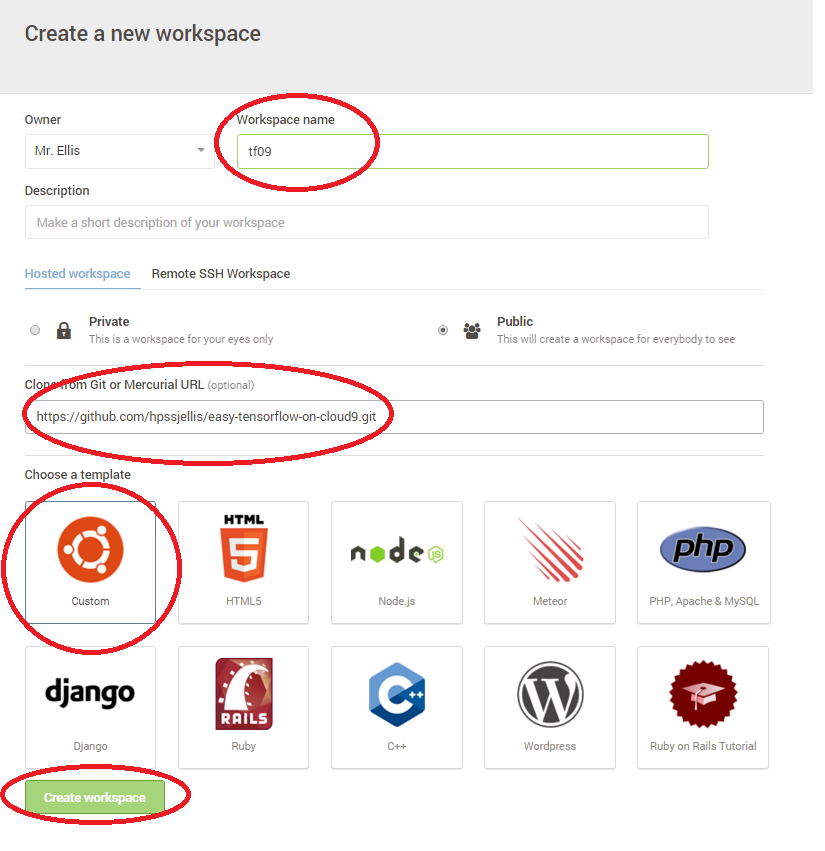 Create a new workspace
Owner
Workspace name
Mr. Ellis
tf09
Description
Make a short description of your workspace
Hosted workspace
Remote SSH Workspace
Private
This is a workspace for your eyes only
Public
This will create a workspace for everybody to see
Clone from Git or Mercurial URL (optional)
https://github.com/hpssjellis/easy-tensorflow-on-cloud9.git
Choose a template
Custom
HTML
5
HTML5
node JS
Node.js
Meteor
php
PHP, Apache & MySQL
django
Django
RAILS
Ruby
C++
C++
W
Wordpress
Ruby on Rails Tutorial
Create workspace